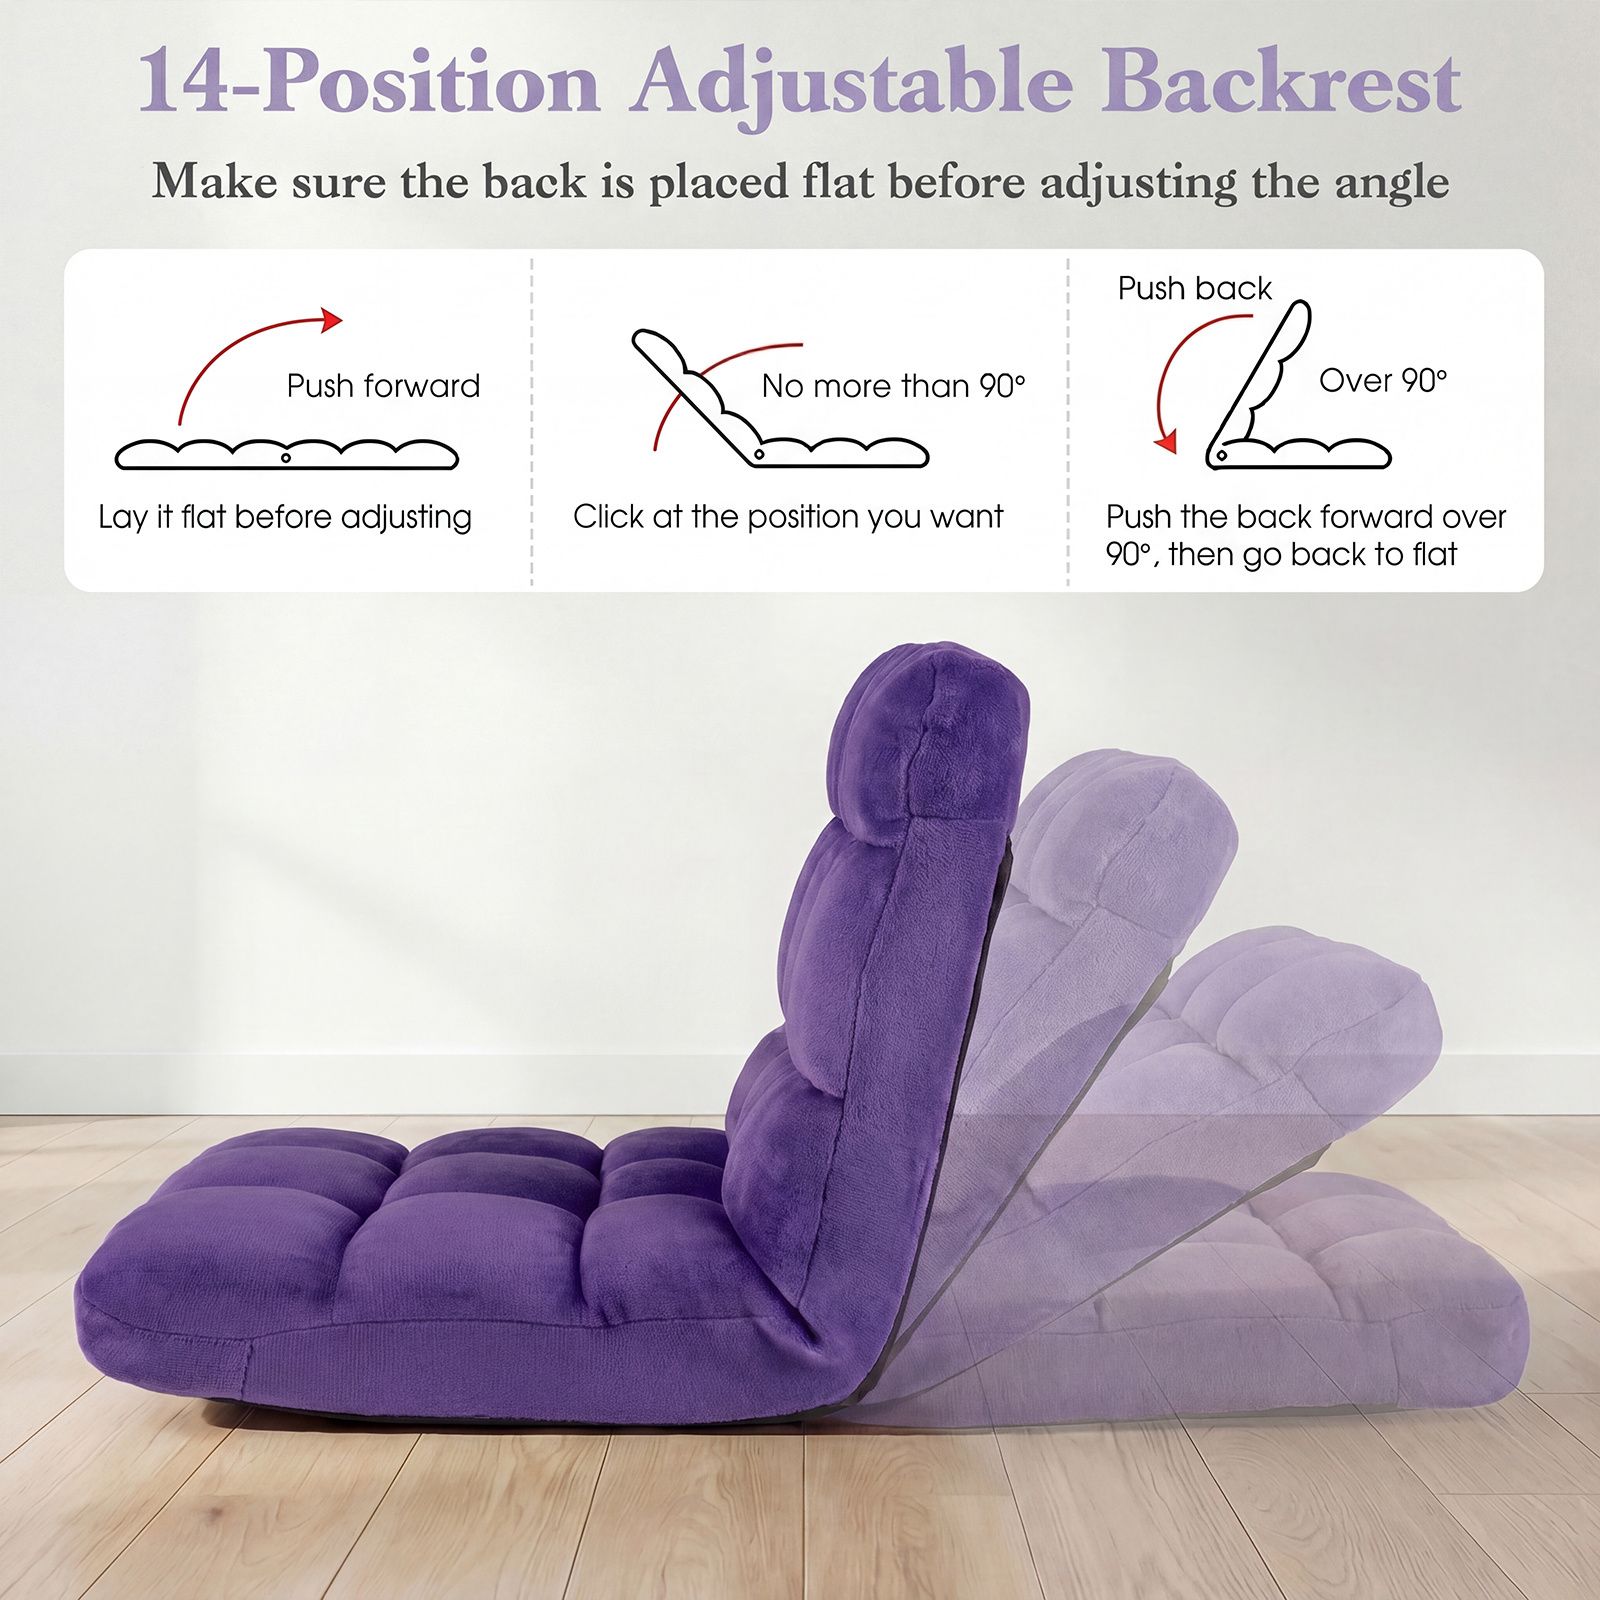 14-Position Adjustable Backrest
Make sure the back is placed flat before adjusting the angle
Push forward
Lay it flat before adjusting
No more than 90°
Click at the position you want
Push back
Over 90°
Push the back forward over
90°, then go back to flat